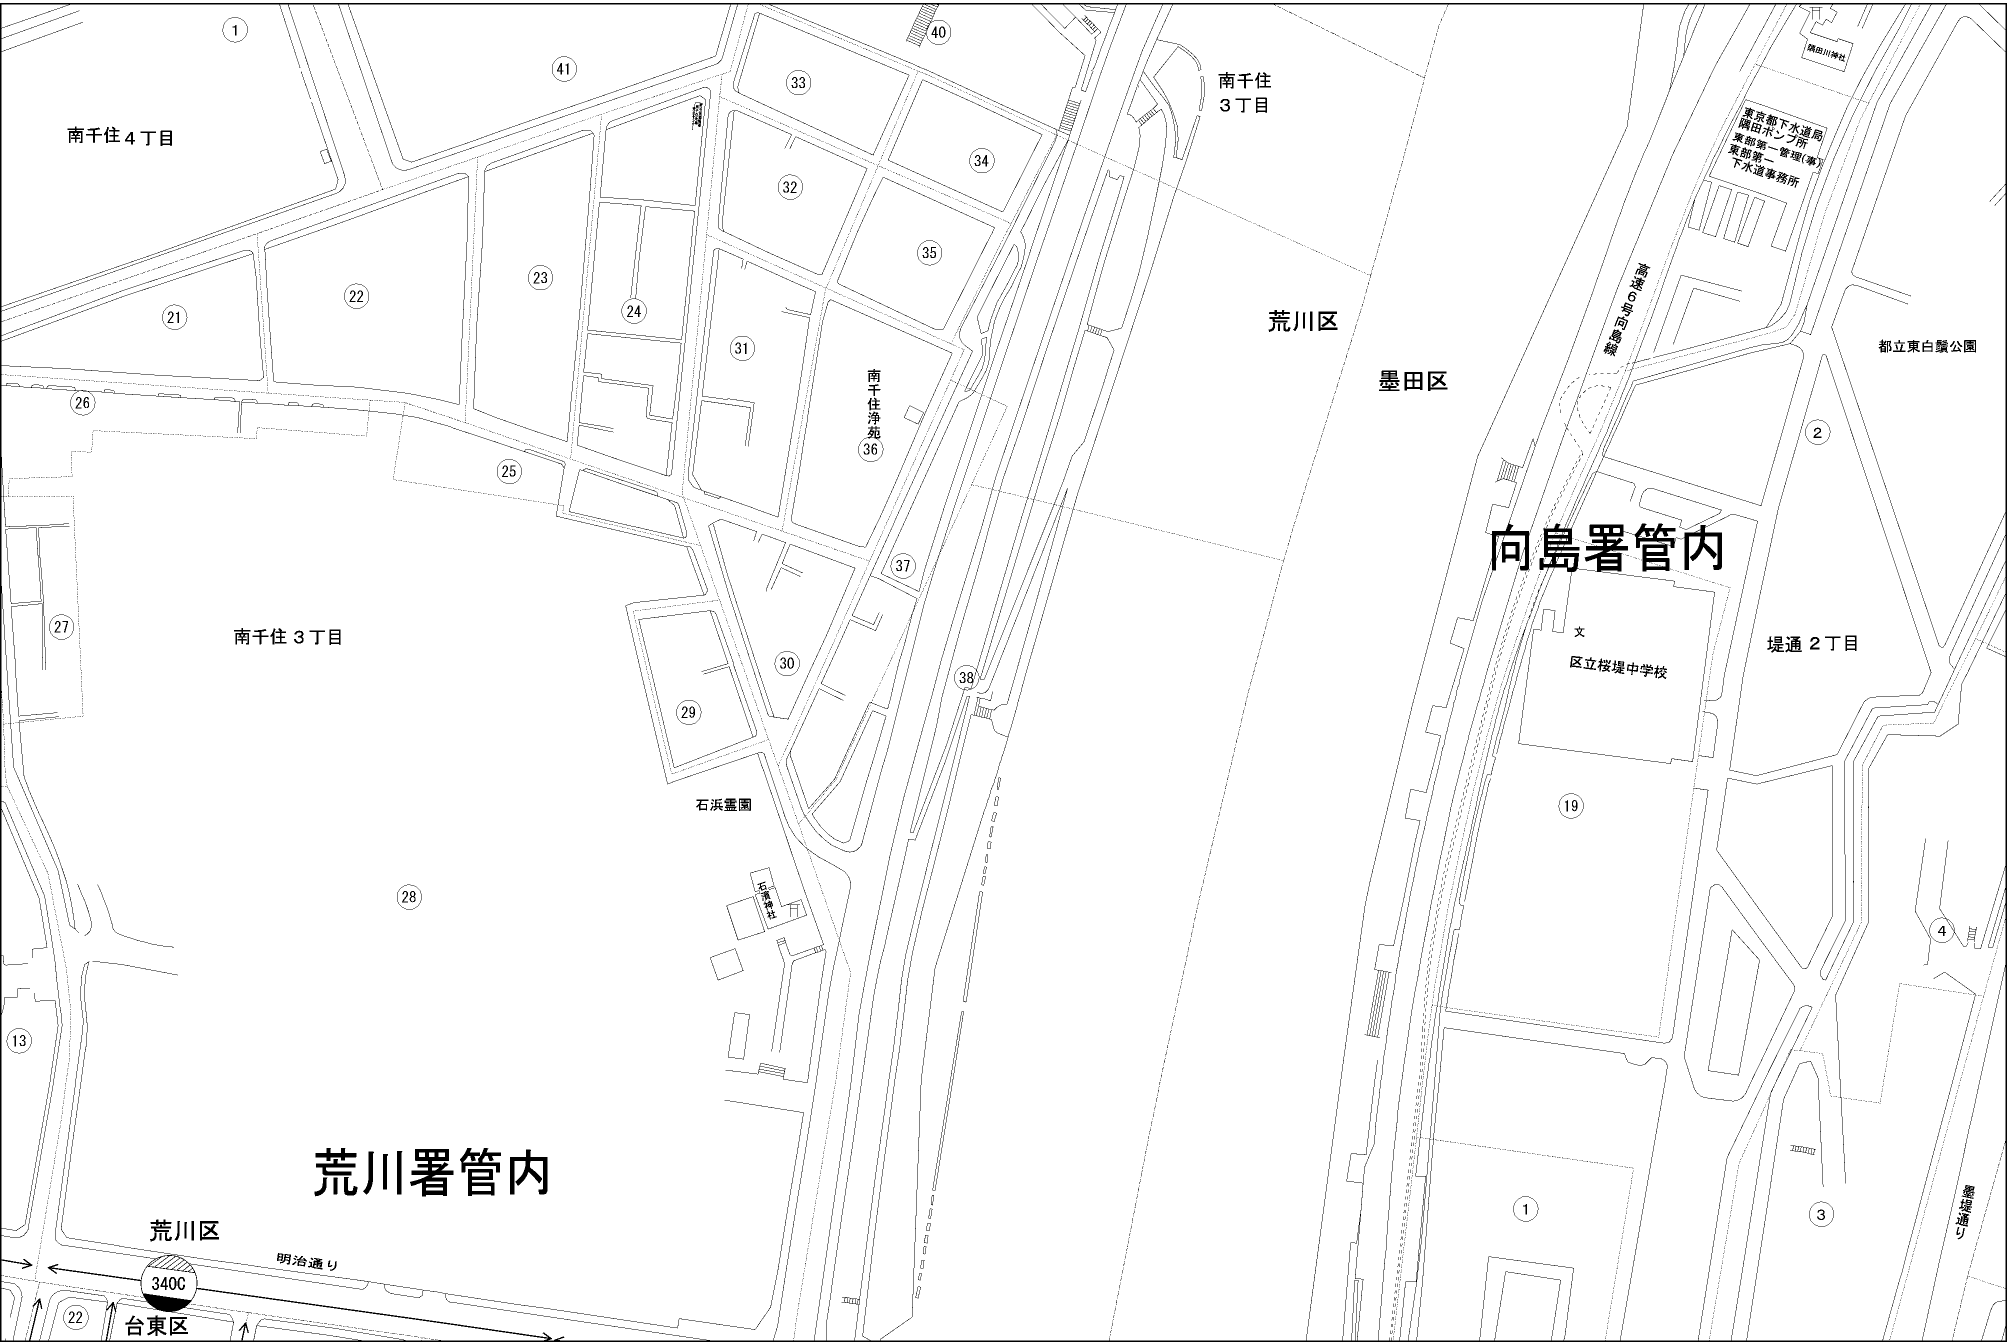 1
41
40
33
南千住
3丁目
南千住4丁目
隅田川神社
34
東京都下水道局
隅田ポンプ所
東部第一管理(事)
東部第一
下水道事務所
32
35
23
22
21
24
31
高速6号向島線
荒川区
墨田区
都立東白鬚公園
南千住浄苑
36
26
25
2
向島署管内
37
27
南千住3丁目
30
38
文
区立桜堤中学校
堤通2丁目
29
石浜霊園
19
28
石濱神社
4
13
荒川署管内
荒川区
明治通り
340C
22
台東区
1
3
墨堤通り